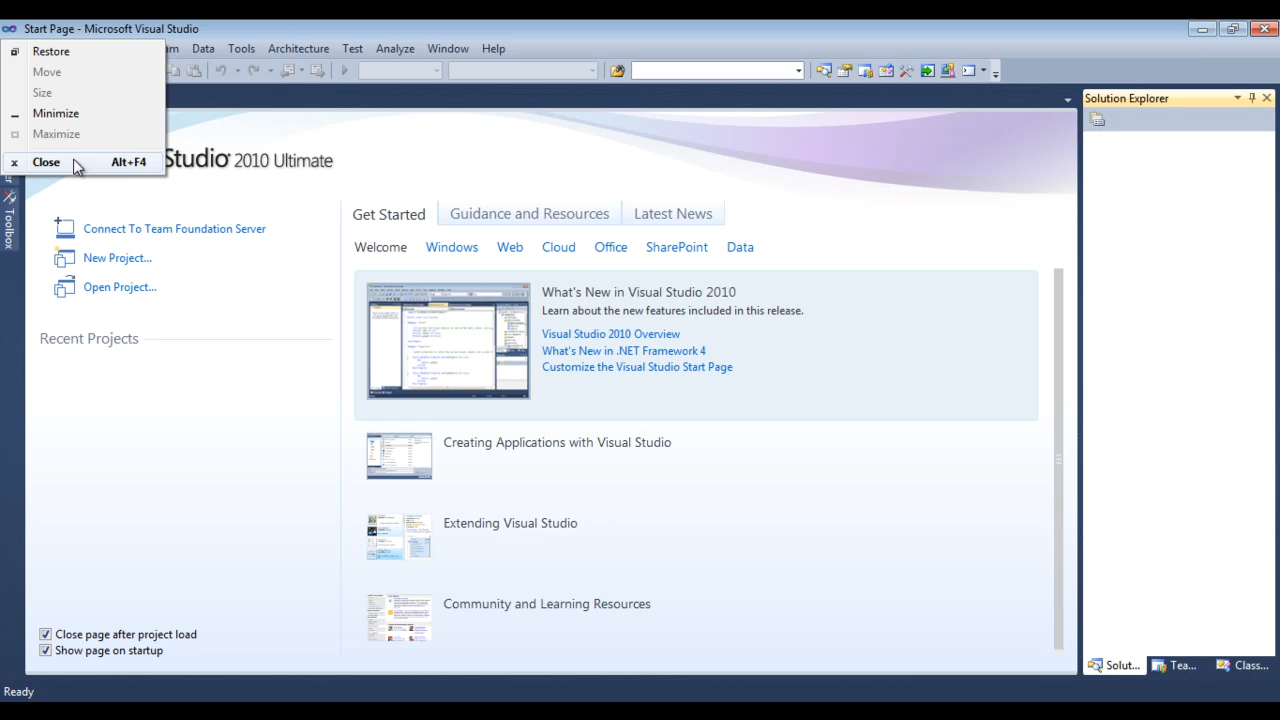 Start Page - Microsoft Visual Studio
Restore
Move
Size
Minimize
Maximize
Close Alt+F4
Data Tools Architecture Test Analyze Window Help
Solution Explorer
Toolbox
Studio 2010 Ultimate
Connect To Team Foundation Server
New Project...
Open Project...
Recent Projects
Close page after project load
Show page on startup
Get Started Guidance and Resources Latest News
Welcome Windows Web Cloud Office SharePoint Data
What's New in Visual Studio 2010
Learn about the new features included in this release.
Visual Studio 2010 Overview
What's New in .NET Framework 4
Customize the Visual Studio Start Page
Creating Applications with Visual Studio
Extending Visual Studio
Community and Learning Resources
Solut... Tea... Class...
Ready